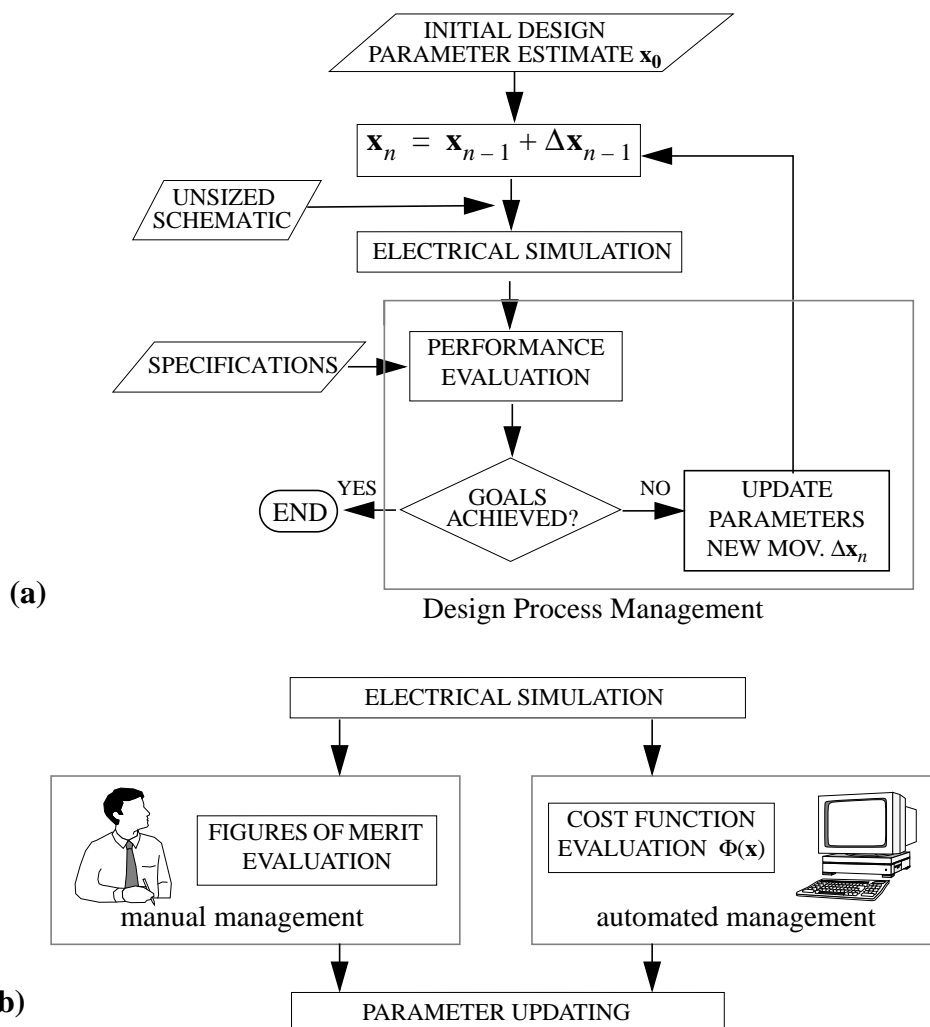 INITIAL DESIGN
PARAMETER ESTIMATE x₀
xₙ = xₙ₋₁ + Δxₙ₋₁
UNSIZED
SCHEMATIC
ELECTRICAL SIMULATION
SPECIFICATIONS
PERFORMANCE
EVALUATION
YES
END
GOALS
ACHIEVED?
NO
UPDATE
PARAMETERS
NEW MOV. Δxₙ
(a)
Design Process Management
ELECTRICAL SIMULATION
FIGURES OF MERIT
EVALUATION
manual management
COST FUNCTION
EVALUATION Φ(x)
automated management
b)
PARAMETER UPDATING